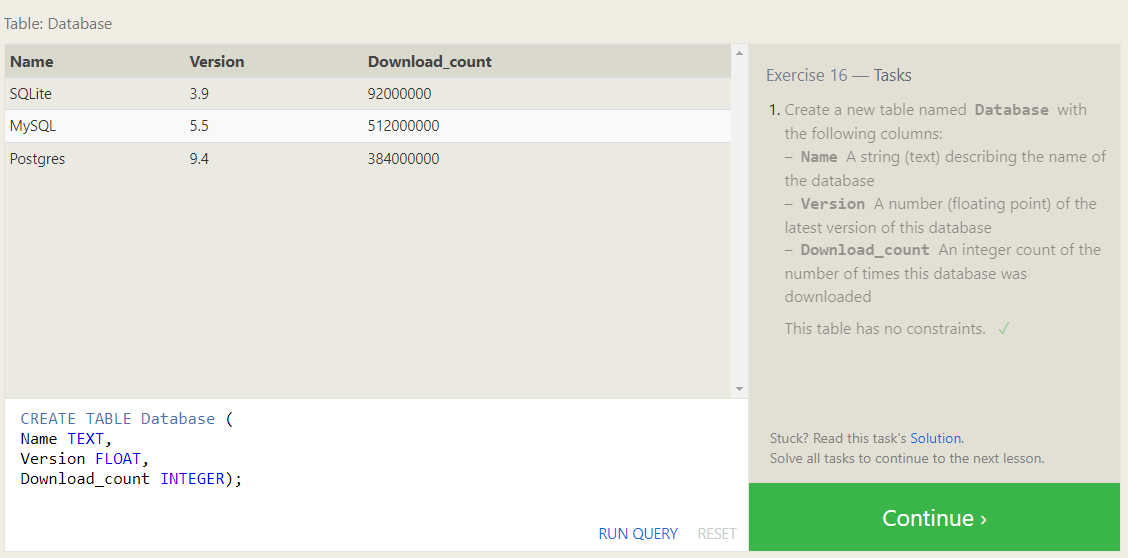 Table: Database
Name Version Download_count
SQLite 3.9 92000000
MySQL 5.5 512000000
Postgres 9.4 384000000
CREATE TABLE Database (
Name TEXT,
Version FLOAT,
Download_count INTEGER);
RUN QUERY RESET
Exercise 16 — Tasks
1. Create a new table named Database with
the following columns:
– Name A string (text) describing the name of
the database
– Version A number (floating point) of the
latest version of this database
– Download_count An integer count of the
number of times this database was
downloaded
This table has no constraints. ✓
Stuck? Read this task's Solution.
Solve all tasks to continue to the next lesson.
Continue ›